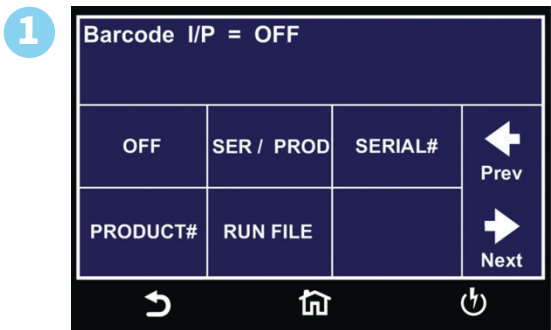 1
Barcode I/P = OFF
OFF
SER / PROD
SERIAL#
Prev
PRODUCT#
RUN FILE
Next